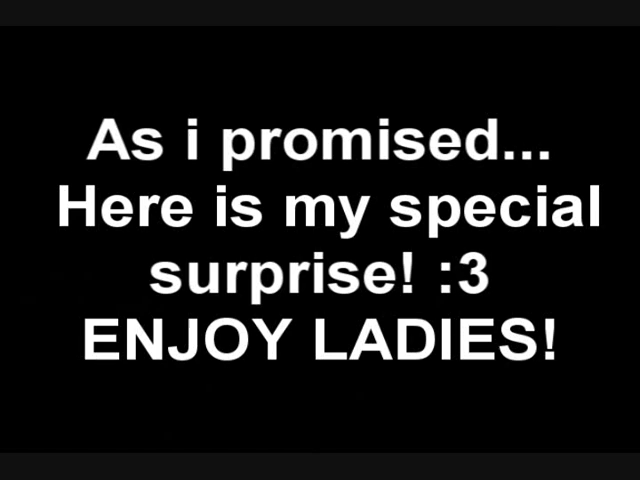 As i promised...
Here is my special
surprise! :3
ENJOY LADIES!